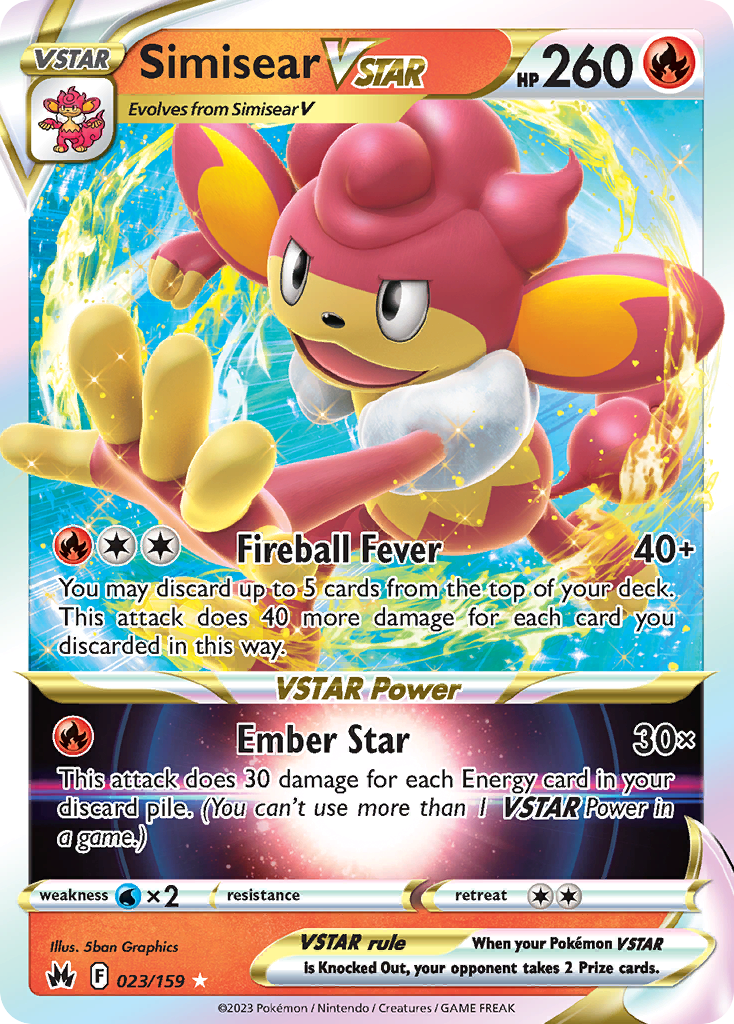 VSTAR
Simisear VSTAR
HP 260
Evolves from Simisear V
Fireball Fever 40+
You may discard up to 5 cards from the top of your deck.
This attack does 40 more damage for each card you
discarded in this way.
VSTAR Power
Ember Star 30×
This attack does 30 damage for each Energy card in your
discard pile. (You can't use more than 1 VSTAR Power in
a game.)
weakness ×2 resistance retreat
Illus. 5ban Graphics
VSTAR rule When your Pokémon VSTAR
is Knocked Out, your opponent takes 2 Prize cards.
F 023/159
©2023 Pokémon / Nintendo / Creatures / GAME FREAK